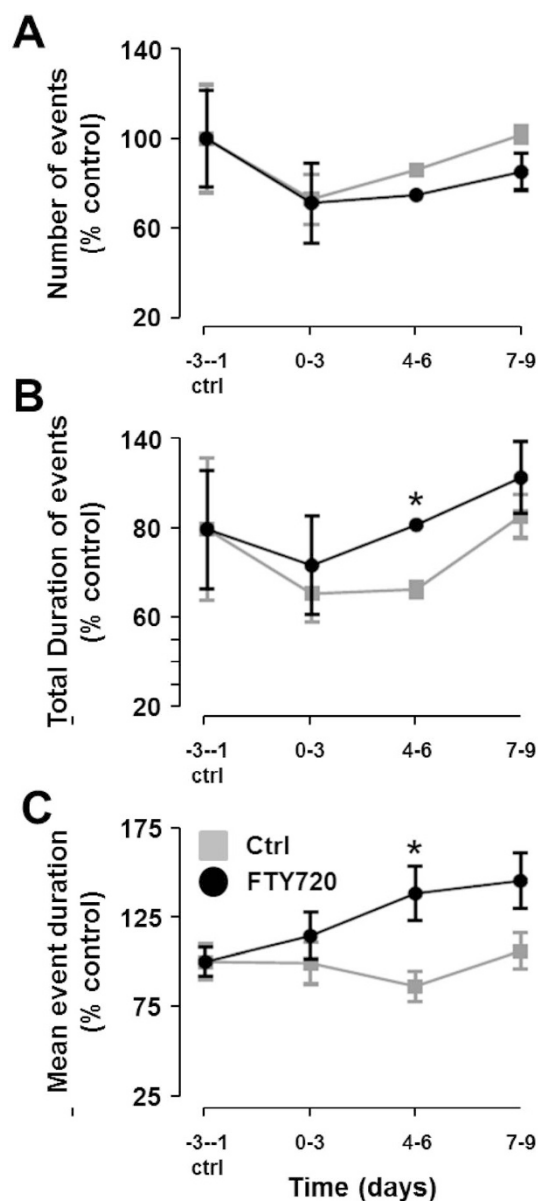 A
Number of events
(% control)
140
100
60
20
-3--1
ctrl
0-3
4-6
7-9
B
Total Duration of events
(% control)
140
80
60
20
*
-3--1
ctrl
0-3
4-6
7-9
C
Mean event duration
(% control)
175
125
75
25
Ctrl
FTY720
*
-3--1
ctrl
0-3
4-6
7-9
Time (days)